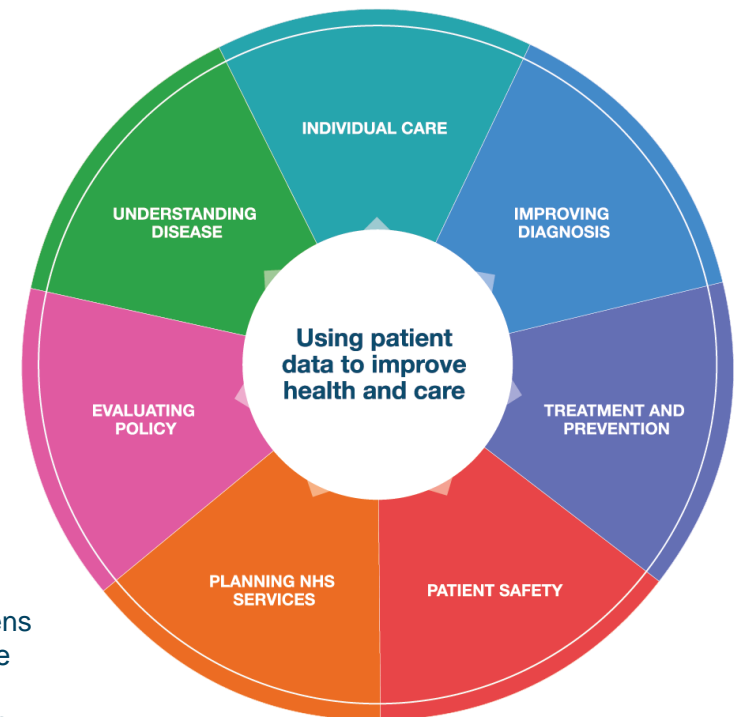 INDIVIDUAL CARE
UNDERSTANDING
DISEASE
IMPROVING
DIAGNOSIS
Using patient
data to improve
health and care
EVALUATING
POLICY
TREATMENT AND
PREVENTION
PLANNING NHS
SERVICES
PATIENT SAFETY